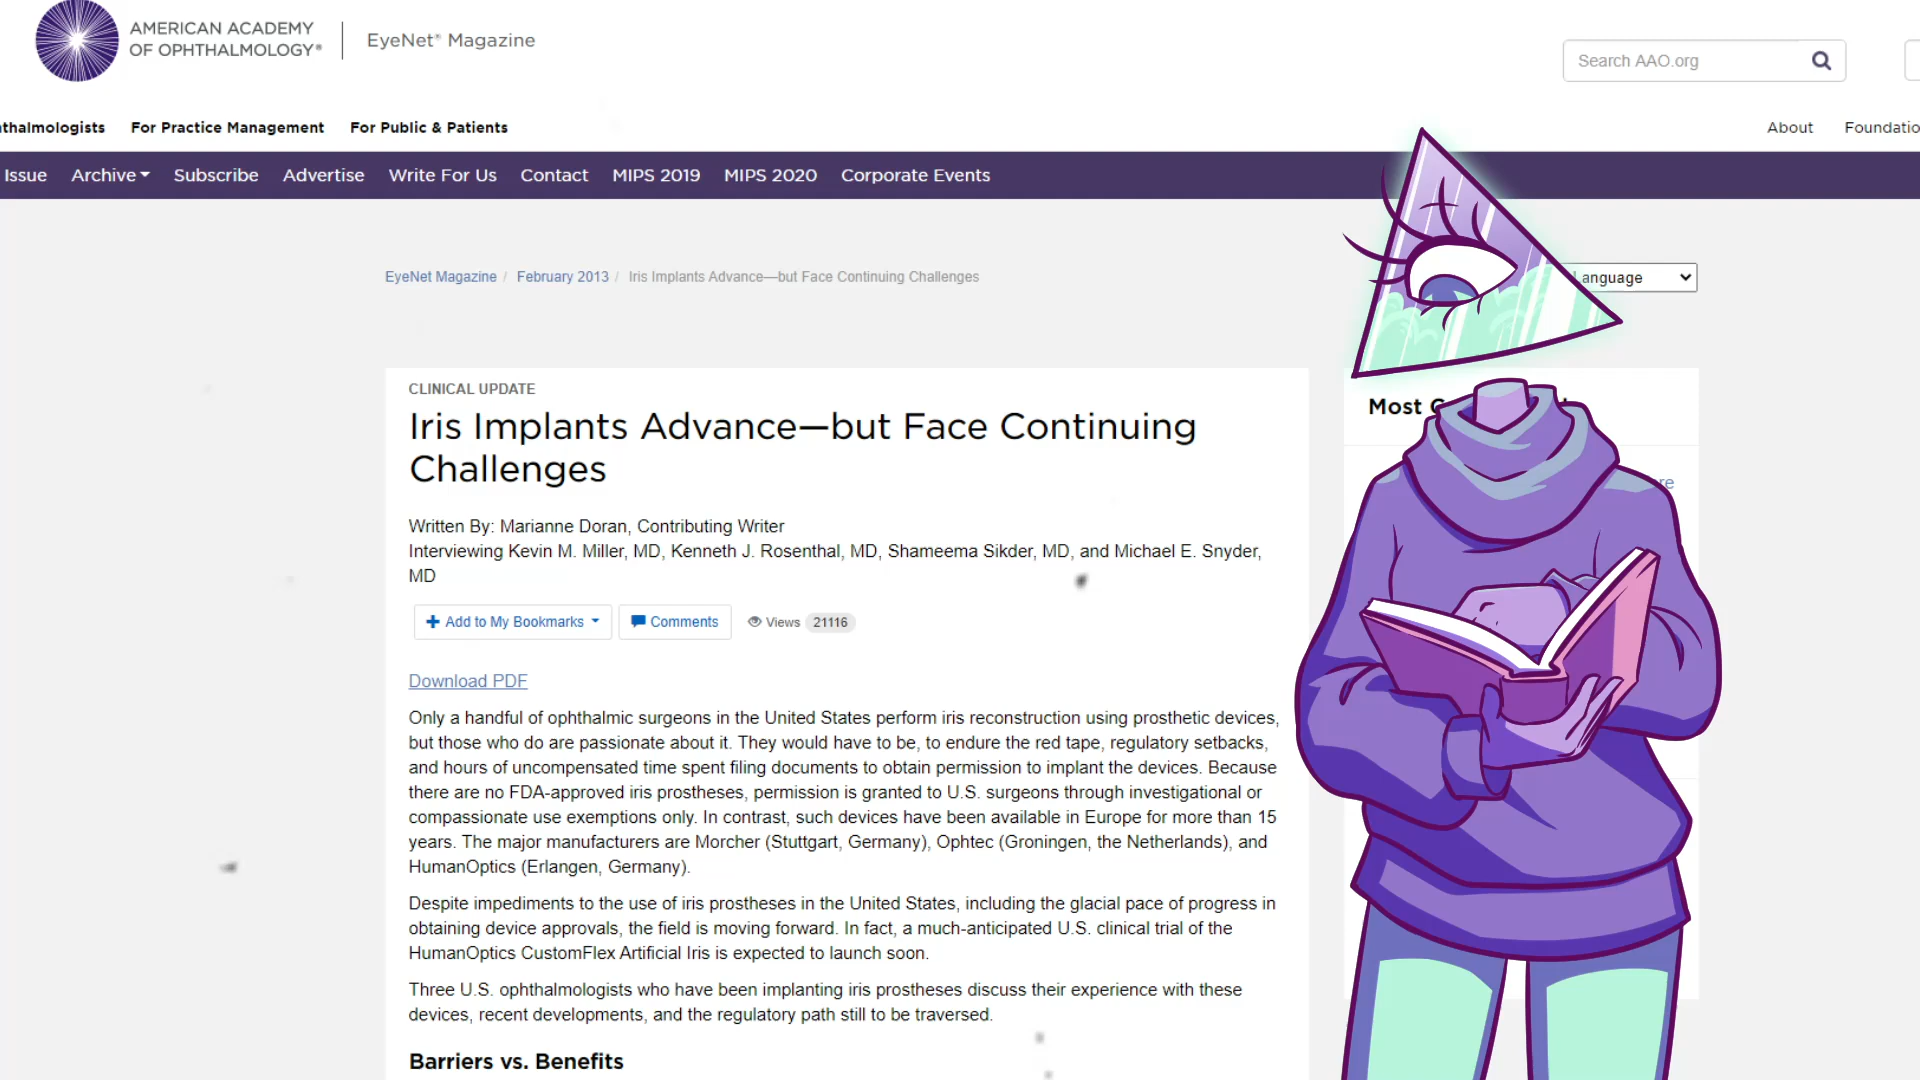 AMERICAN ACADEMY
OF OPHTHALMOLOGY®
EyeNet® Magazine
Search AAO.org
thalmologists For Practice Management For Public & Patients
About Foundatio
Issue Archive Subscribe Advertise Write For Us Contact MIPS 2019 MIPS 2020 Corporate Events
EyeNet Magazine / February 2013 / Iris Implants Advance—but Face Continuing Challenges
anguage
CLINICAL UPDATE
Iris Implants Advance—but Face Continuing
Challenges
Most
re
Written By: Marianne Doran, Contributing Writer
Interviewing Kevin M. Miller, MD, Kenneth J. Rosenthal, MD, Shameema Sikder, MD, and Michael E. Snyder,
MD
Add to My Bookmarks Comments Views 21116
Download PDF
Only a handful of ophthalmic surgeons in the United States perform iris reconstruction using prosthetic devices,
but those who do are passionate about it. They would have to be, to endure the red tape, regulatory setbacks,
and hours of uncompensated time spent filing documents to obtain permission to implant the devices. Because
there are no FDA-approved iris prostheses, permission is granted to U.S. surgeons through investigational or
compassionate use exemptions only. In contrast, such devices have been available in Europe for more than 15
years. The major manufacturers are Morcher (Stuttgart, Germany), Ophtec (Groningen, the Netherlands), and
HumanOptics (Erlangen, Germany).
Despite impediments to the use of iris prostheses in the United States, including the glacial pace of progress in
obtaining device approvals, the field is moving forward. In fact, a much-anticipated U.S. clinical trial of the
HumanOptics CustomFlex Artificial Iris is expected to launch soon.
Three U.S. ophthalmologists who have been implanting iris prostheses discuss their experience with these
devices, recent developments, and the regulatory path still to be traversed.
Barriers vs. Benefits